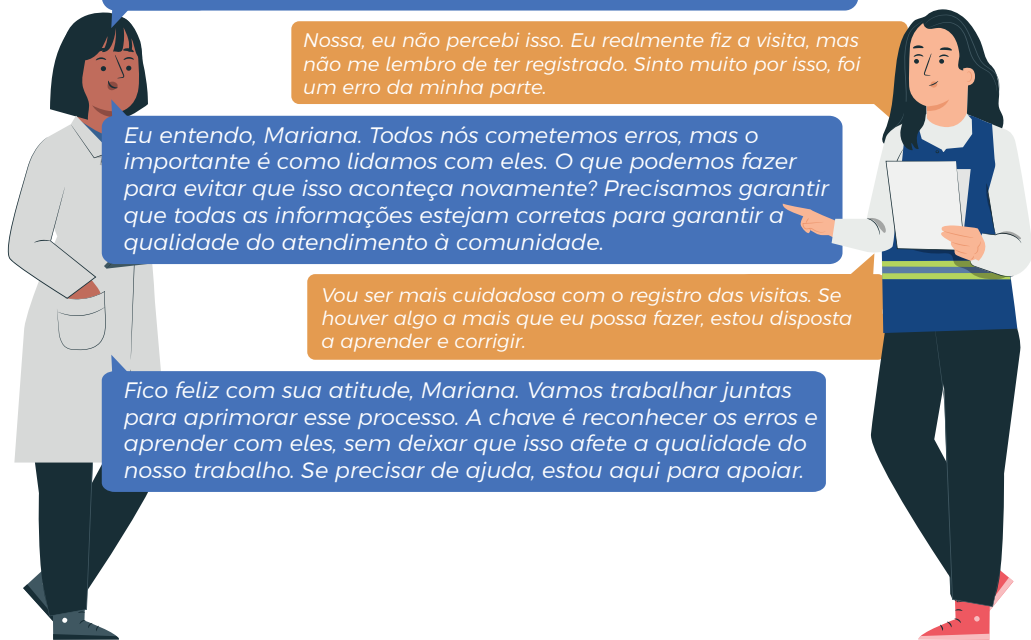 Nossa, eu não percebi isso. Eu realmente fiz a visita, mas
não me lembro de ter registrado. Sinto muito por isso, foi
um erro da minha parte.
Eu entendo, Mariana. Todos nós cometemos erros, mas o
importante é como lidamos com eles. O que podemos fazer
para evitar que isso aconteça novamente? Precisamos garantir
que todas as informações estejam corretas para garantir a
qualidade do atendimento à comunidade.
Vou ser mais cuidadosa com o registro das visitas. Se
houver algo a mais que eu possa fazer, estou disposta
a aprender e corrigir.
Fico feliz com sua atitude, Mariana. Vamos trabalhar juntas
para aprimorar esse processo. A chave é reconhecer os erros e
aprender com eles, sem deixar que isso afete a qualidade do
nosso trabalho. Se precisar de ajuda, estou aqui para apoiar.